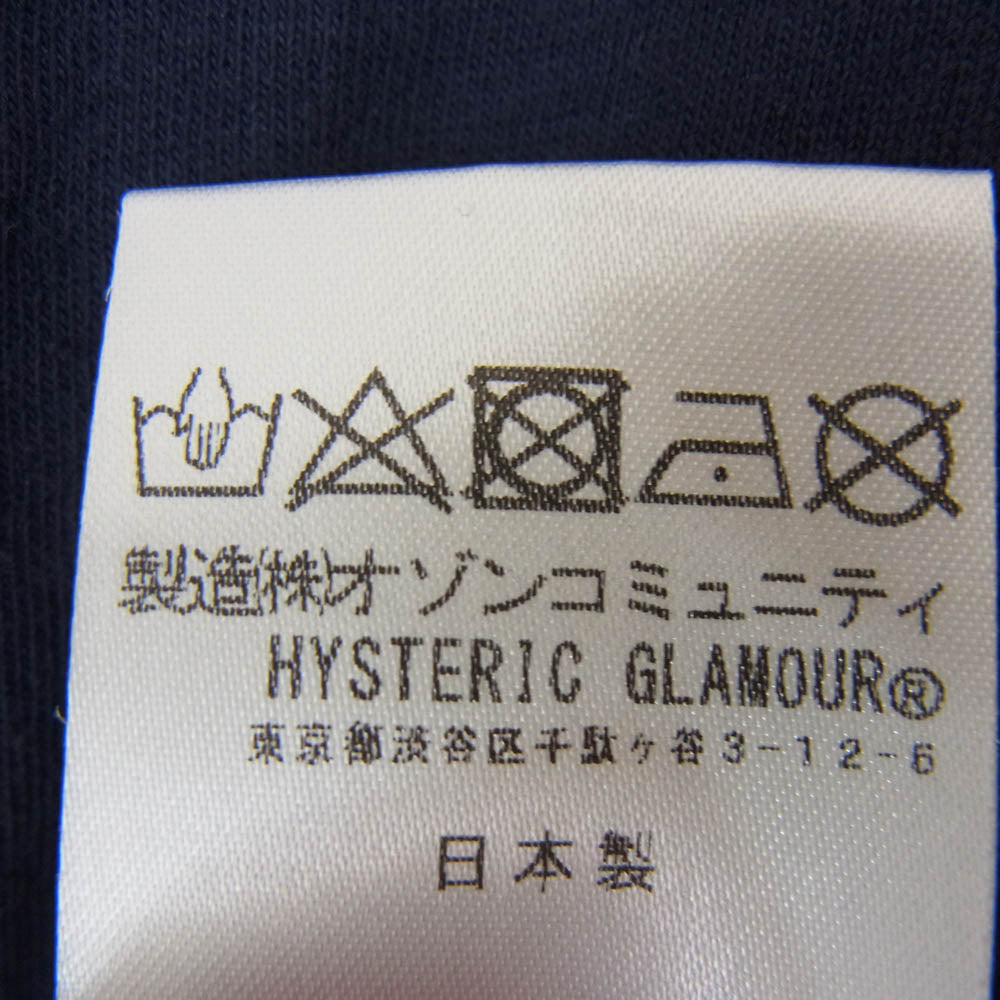 製造(株)オゾンコミュニティ
HYSTERIC GLAMOUR®
東京都渋谷区千駄ヶ谷3-12-6
日本製